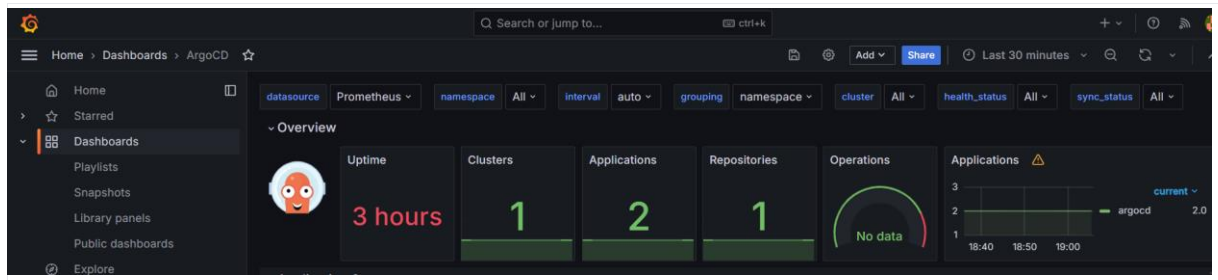 Search or jump to...
ctrl+k
Home › Dashboards › ArgoCD
Add
Share
Last 30 minutes
Home
Starred
Dashboards
Playlists
Snapshots
Library panels
Public dashboards
Explore
datasource Prometheus
namespace All
interval auto
grouping namespace
cluster All
health_status All
sync_status All
Overview
Uptime
3 hours
Clusters
1
Applications
2
Repositories
1
Operations
No data
Applications
3
2
1
18:40 18:50 19:00
current
argocd 2.0